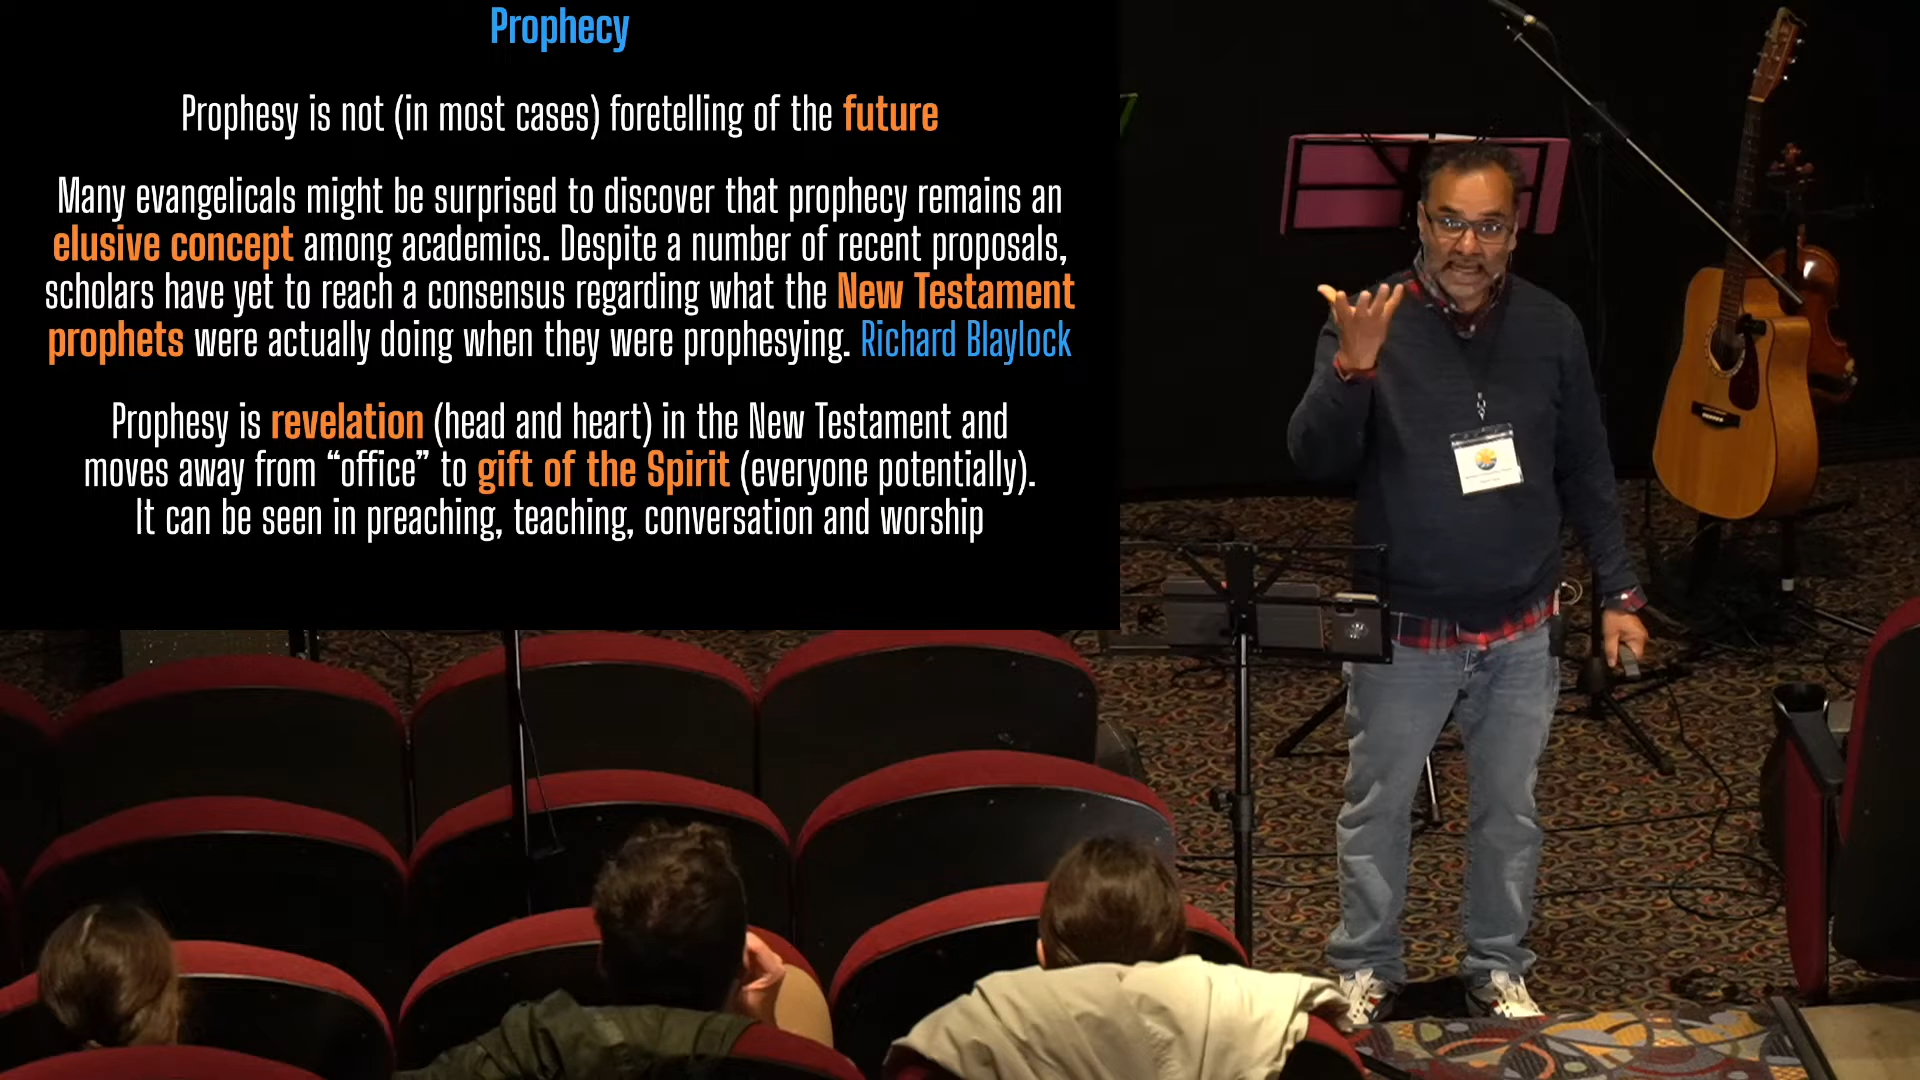 Prophecy
Prophesy is not (in most cases) foretelling of the future
Many evangelicals might be surprised to discover that prophecy remains an
elusive concept among academics. Despite a number of recent proposals,
scholars have yet to reach a consensus regarding what the New Testament
prophets were actually doing when they were prophesying. Richard Blaylock
Prophesy is revelation (head and heart) in the New Testament and
moves away from “office” to gift of the Spirit (everyone potentially).
It can be seen in preaching, teaching, conversation and worship